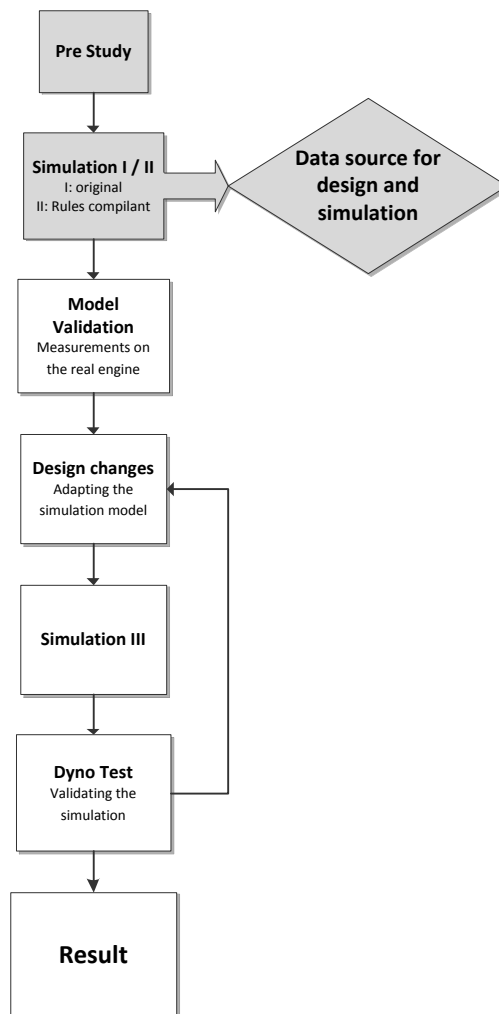 Pre Study
Simulation I / II
I: original
II: Rules compilant
Data source for
design and
simulation
Model
Validation
Measurements on
the real engine
Design changes
Adapting the
simulation model
Simulation III
Dyno Test
Validating the
simulation
Result